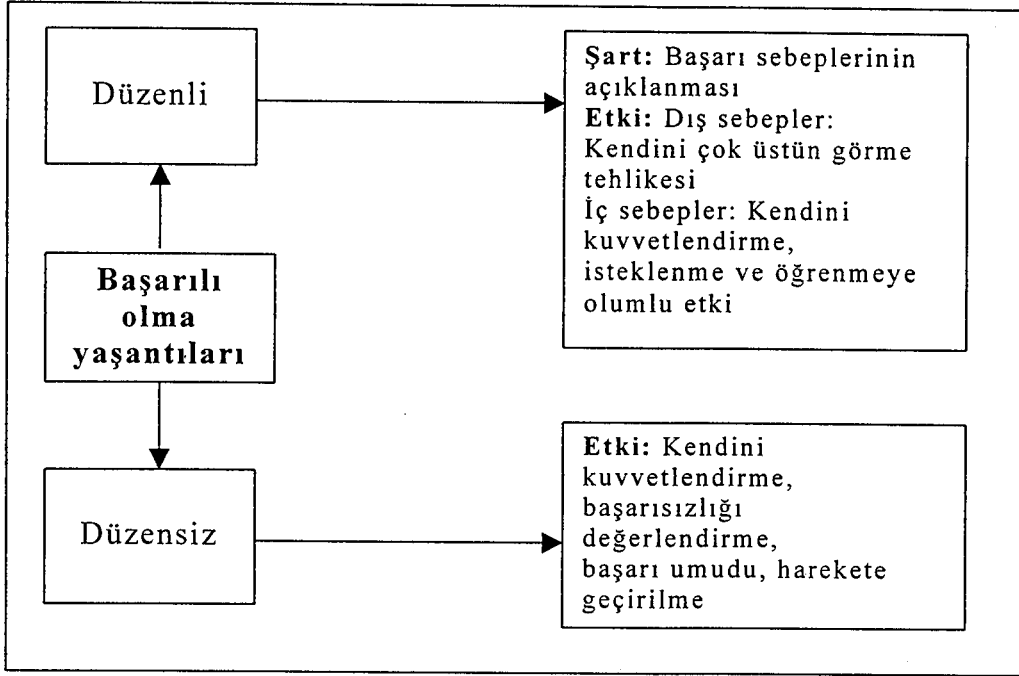 Düzenli
Şart: Başarı sebeplerinin
açıklanması
Etki: Dış sebepler:
Kendini çok üstün görme
tehlikesi
İç sebepler: Kendini
kuvvetlendirme,
isteklenme ve öğrenmeye
olumlu etki
Başarılı
olma
yaşantıları
Düzensiz
Etki: Kendini
kuvvetlendirme,
başarısızlığı
değerlendirme,
başarı umudu, harekete
geçirilme